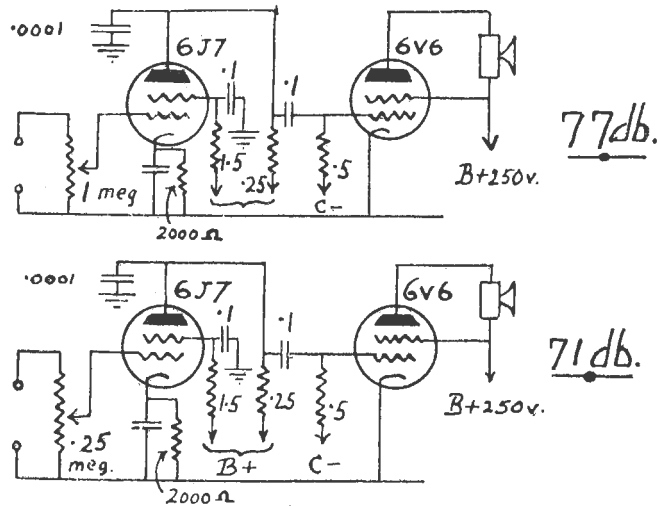 .0001
6J7
6V6
.1
.1
77db.
1 meg
1.5
.25
.5
B+250v.
2000Ω
C-
.0001
6J7
6V6
.1
.1
71db.
.25
meg.
1.5
.25
.5
B+250v.
B+
C-
2000Ω